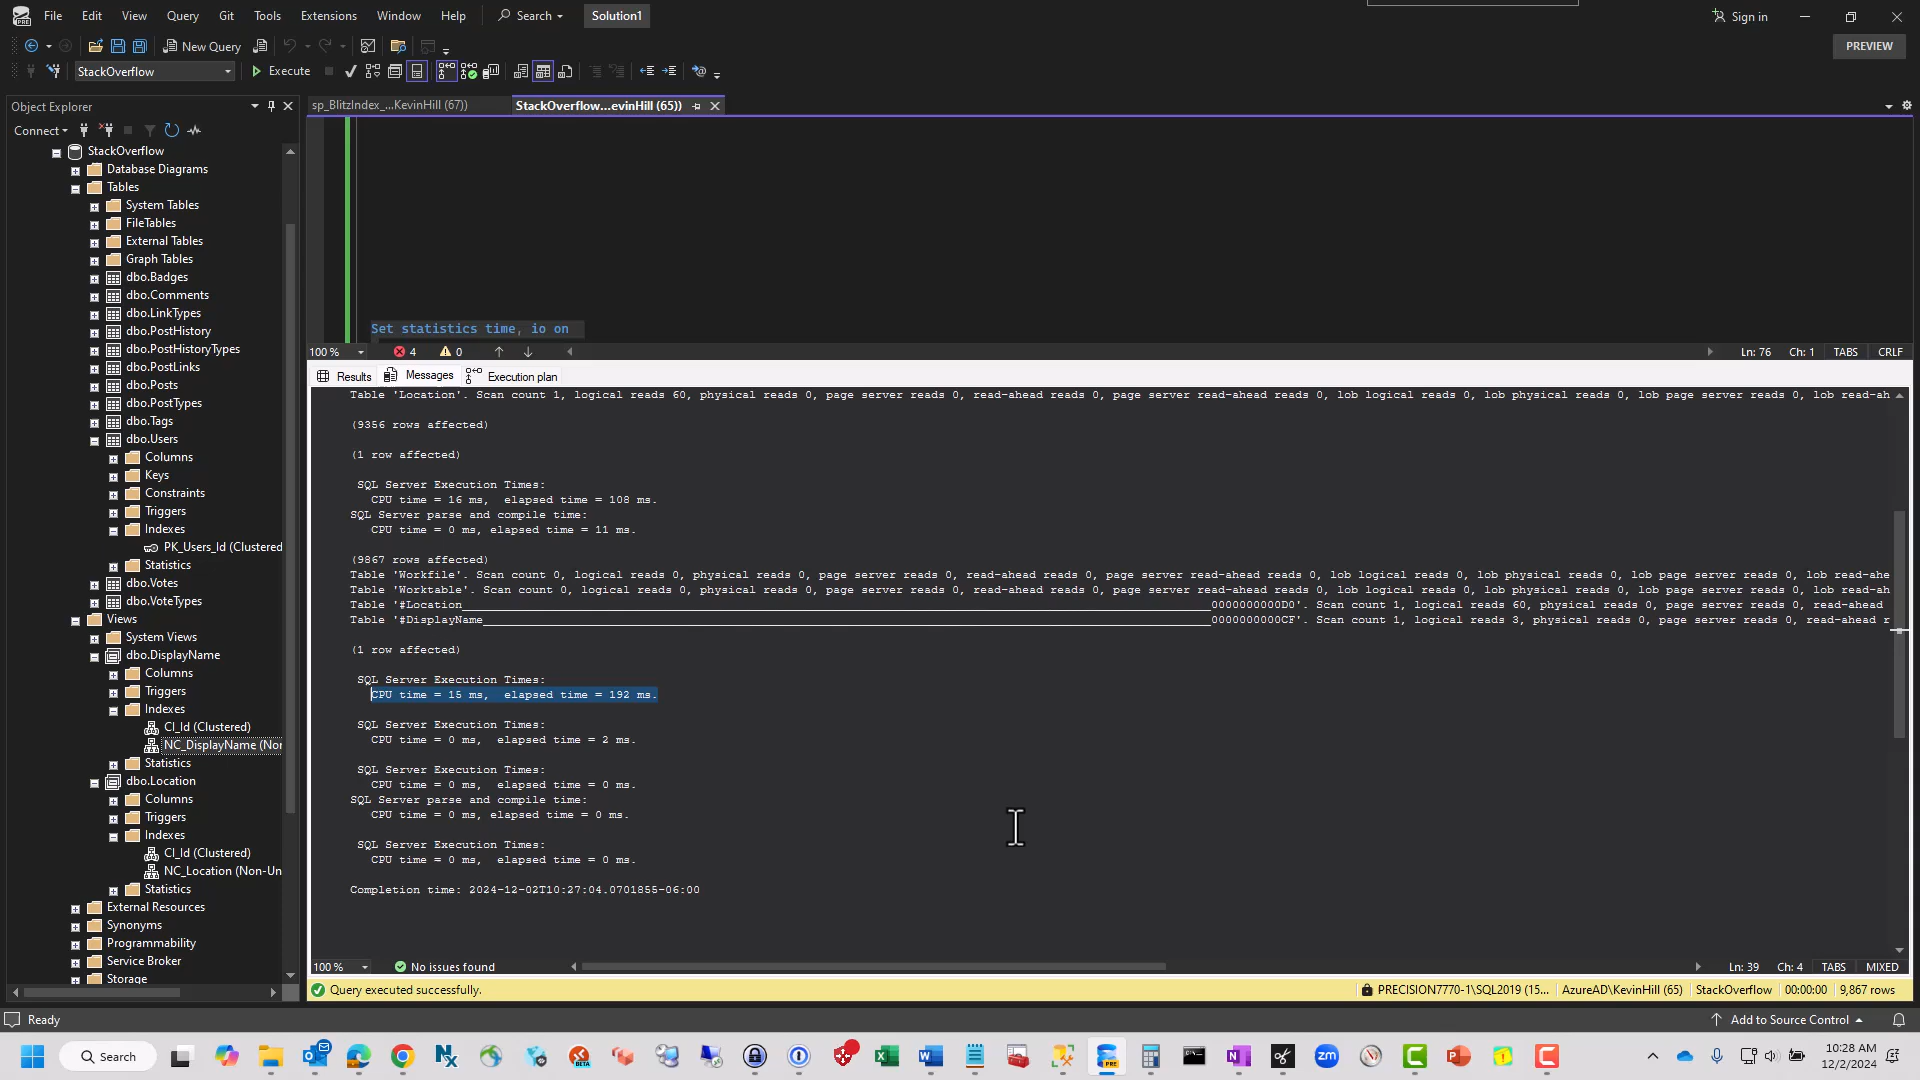 File Edit View Query Git Tools Extensions Window Help Search Solution1 Sign in
New Query PREVIEW
StackOverflow Execute
Object Explorer
sp_BlitzIndex_...KevinHill (67)) StackOverflow...evinHill (65))
Connect
StackOverflow
Database Diagrams
Tables
System Tables
FileTables
External Tables
Graph Tables
dbo.Badges
dbo.Comments
dbo.LinkTypes
dbo.PostHistory
dbo.PostHistoryTypes
dbo.PostLinks
dbo.Posts
dbo.PostTypes
dbo.Tags
dbo.Users
Columns
Keys
Constraints
Triggers
Indexes
PK_Users_Id (Clustered
Statistics
dbo.Votes
dbo.VoteTypes
Views
System Views
dbo.DisplayName
Columns
Triggers
Indexes
CI_Id (Clustered)
NC_DisplayName (Non
Statistics
dbo.Location
Columns
Triggers
Indexes
CI_Id (Clustered)
NC_Location (Non-Un
Statistics
External Resources
Synonyms
Programmability
Service Broker
Storage
Set statistics time, io on
100 % 4 0 Ln: 76 Ch: 1 TABS CRLF
Results Messages Execution plan
Table 'Location'. Scan count 1, logical reads 60, physical reads 0, page server reads 0, read-ahead reads 0, page server read-ahead reads 0, lob logical reads 0, lob physical reads 0, lob page server reads 0, lob read-ah
(9356 rows affected)
(1 row affected)
SQL Server Execution Times:
CPU time = 16 ms, elapsed time = 108 ms.
SQL Server parse and compile time:
CPU time = 0 ms, elapsed time = 11 ms.
(9867 rows affected)
Table 'Workfile'. Scan count 0, logical reads 0, physical reads 0, page server reads 0, read-ahead reads 0, page server read-ahead reads 0, lob logical reads 0, lob physical reads 0, lob page server reads 0, lob read-ahe
Table 'Worktable'. Scan count 0, logical reads 0, physical reads 0, page server reads 0, read-ahead reads 0, page server read-ahead reads 0, lob logical reads 0, lob physical reads 0, lob page server reads 0, lob read-ah
Table '#Location___0000000000D0'. Scan count 1, logical reads 60, physical reads 0, page server reads 0, read-ahead
Table '#DisplayName___0000000000CF'. Scan count 1, logical reads 3, physical reads 0, page server reads 0, read-ahead r
(1 row affected)
SQL Server Execution Times:
CPU time = 15 ms, elapsed time = 192 ms.
SQL Server Execution Times:
CPU time = 0 ms, elapsed time = 2 ms.
SQL Server Execution Times:
CPU time = 0 ms, elapsed time = 0 ms.
SQL Server parse and compile time:
CPU time = 0 ms, elapsed time = 0 ms.
SQL Server Execution Times:
CPU time = 0 ms, elapsed time = 0 ms.
Completion time: 2024-12-02T10:27:04.0701855-06:00
100 % No issues found Ln: 39 Ch: 4 TABS MIXED
Query executed successfully. PRECISION7770-1\SQL2019 (15... AzureAD\KevinHill (65) StackOverflow 00:00:00 9,867 rows
Ready Add to Source Control
Search 10:28 AM
12/2/2024